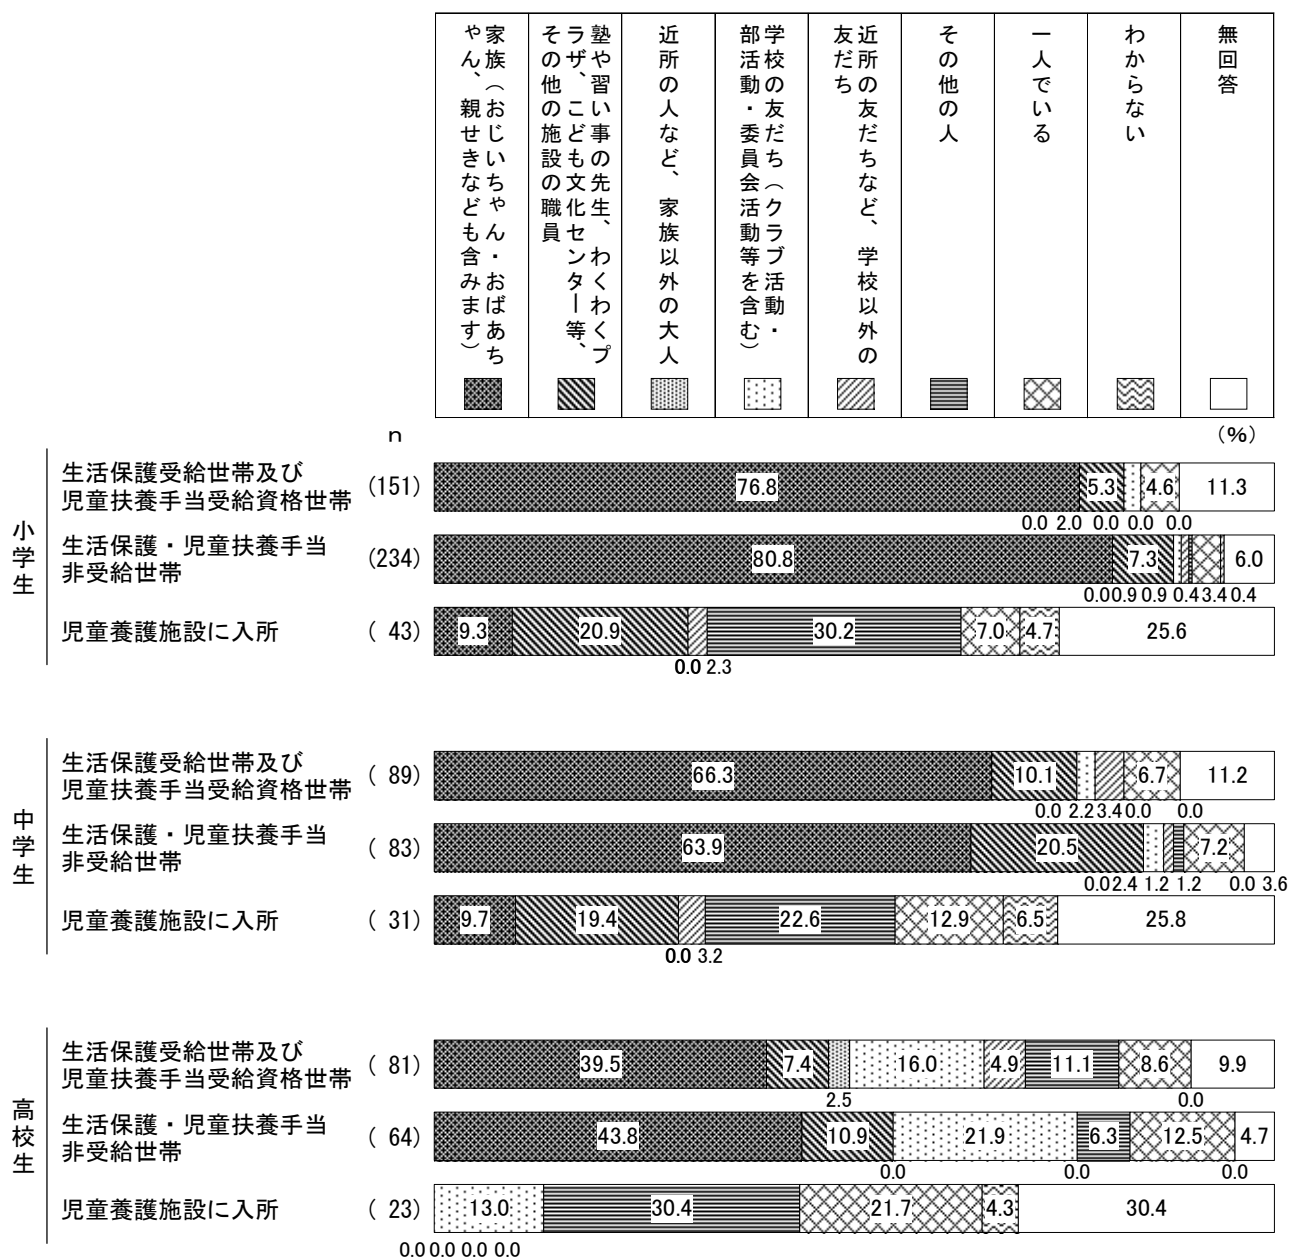 家族（おじいちゃん・おばあち
ゃん、親せきなども含みます）
塾や習い事の先生、わくわくプ
ラザ、こども文化センター等、
その他の施設の職員
近所の人など、家族以外の大人
学校の友だち（クラブ活動・
部活動・委員会活動等を含む）
近所の友だちなど、学校以外の
友だち
その他の人
一人でいる
わからない
無回答
n
(%)
小学生
生活保護受給世帯及び
児童扶養手当受給資格世帯
(151)
76.8
5.3
4.6
11.3
0.0 2.0 0.0 0.0 0.0
生活保護・児童扶養手当
非受給世帯
(234)
80.8
7.3
6.0
0.0 0.9 0.9 0.4 3.4 0.4
児童養護施設に入所
( 43)
9.3
20.9
30.2
7.0
4.7
25.6
0.0 2.3
中学生
生活保護受給世帯及び
児童扶養手当受給資格世帯
( 89)
66.3
10.1
6.7
11.2
0.0 2.2 3.4 0.0 0.0
生活保護・児童扶養手当
非受給世帯
( 83)
63.9
20.5
7.2
0.0 2.4 1.2 1.2 0.0 3.6
児童養護施設に入所
( 31)
9.7
19.4
22.6
12.9
6.5
25.8
0.0 3.2
高校生
生活保護受給世帯及び
児童扶養手当受給資格世帯
( 81)
39.5
7.4
16.0
4.9
11.1
8.6
9.9
2.5 0.0
生活保護・児童扶養手当
非受給世帯
( 64)
43.8
10.9
21.9
6.3
12.5
4.7
0.0 0.0 0.0
児童養護施設に入所
( 23)
13.0
30.4
21.7
4.3
30.4
0.0 0.0 0.0 0.0